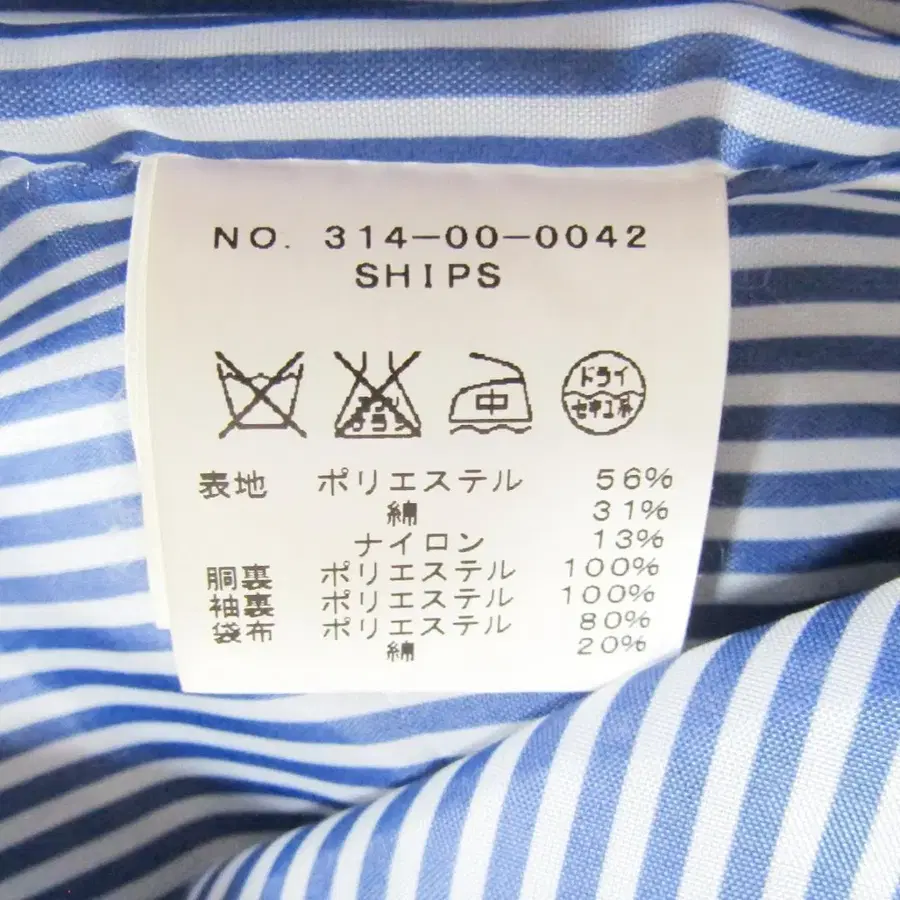 NO. 314-00-0042
SHIPS
中
ドライ
セキユ系
表地 ポリエステル 56%
綿 31%
ナイロン 13%
胴裏 ポリエステル 100%
袖裏 ポリエステル 100%
袋布 ポリエステル 80%
綿 20%